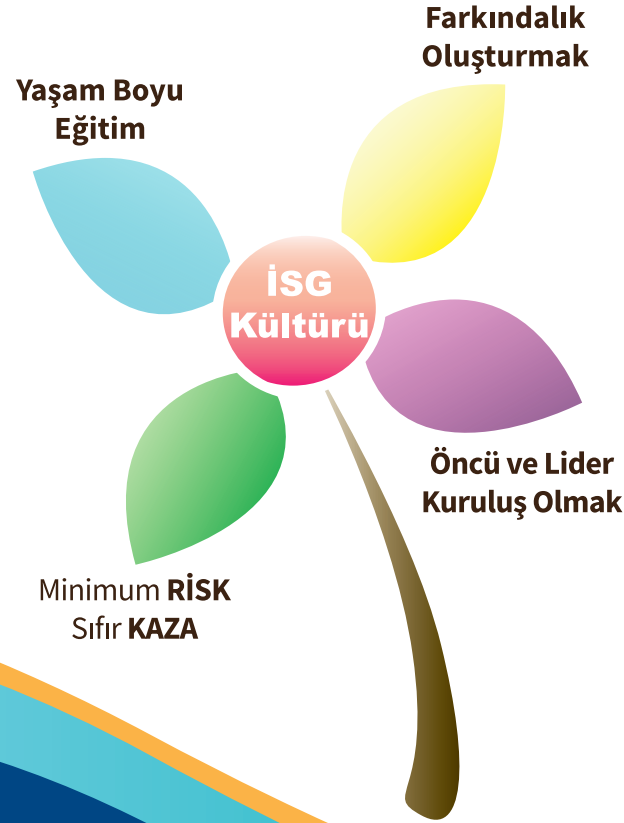 Farkındalık
Oluşturmak
Yaşam Boyu
Eğitim
İSG
Kültürü
Öncü ve Lider
Kuruluş Olmak
Minimum RİSK
Sıfır KAZA